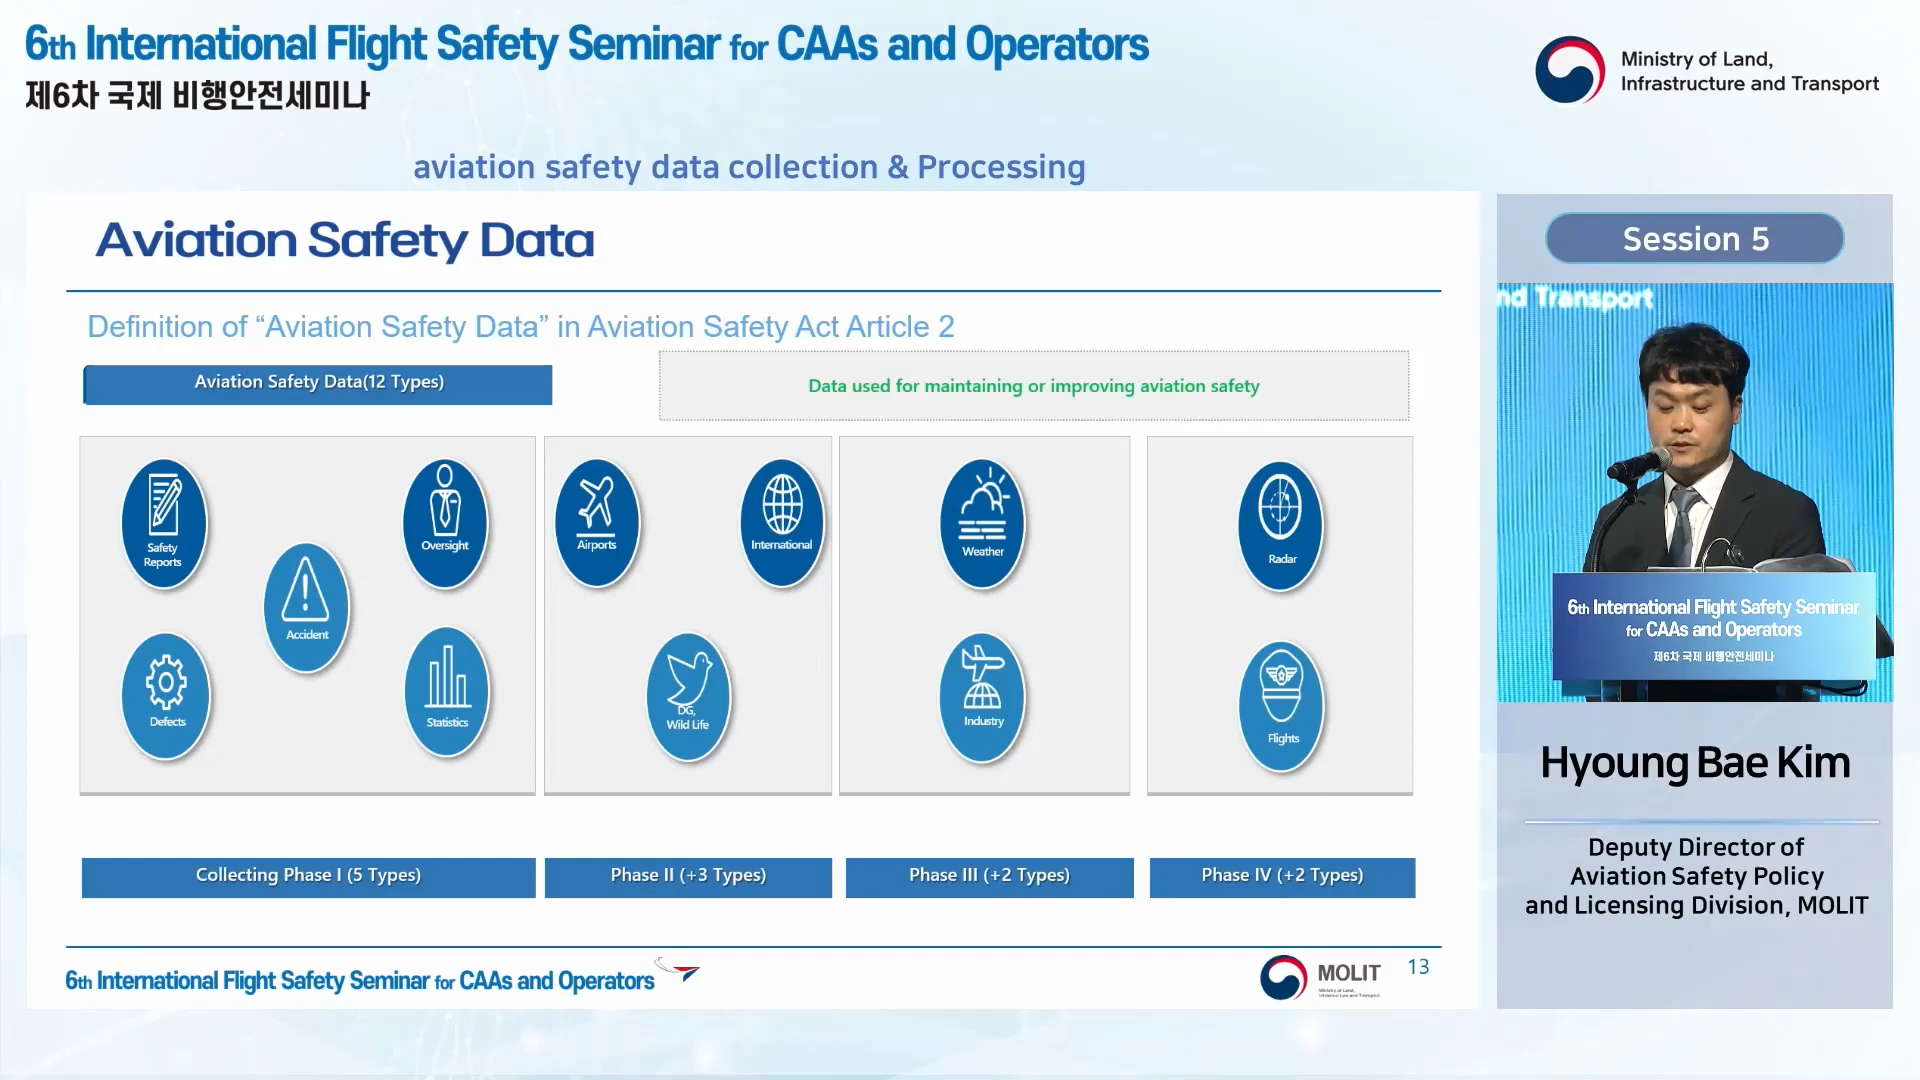 6th International Flight Safety Seminar for CAAs and Operators
제6차 국제 비행안전세미나
Ministry of Land,
Infrastructure and Transport
aviation safety data collection & Processing
Aviation Safety Data
Definition of “Aviation Safety Data” in Aviation Safety Act Article 2
Aviation Safety Data(12 Types)
Data used for maintaining or improving aviation safety
Safety
Reports
Oversight
Accident
Defects
Statistics
Airports
International
DG,
Wild Life
Weather
Industry
Radar
Flights
Collecting Phase I (5 Types)
Phase II (+3 Types)
Phase III (+2 Types)
Phase IV (+2 Types)
6th International Flight Safety Seminar for CAAs and Operators
MOLIT
Ministry of Land,
Infrastructure and Transport
13
Session 5
nd Transport
6th International Flight Safety Seminar
for CAAs and Operators
제6차 국제 비행안전세미나
Hyoung Bae Kim
Deputy Director of
Aviation Safety Policy
and Licensing Division, MOLIT